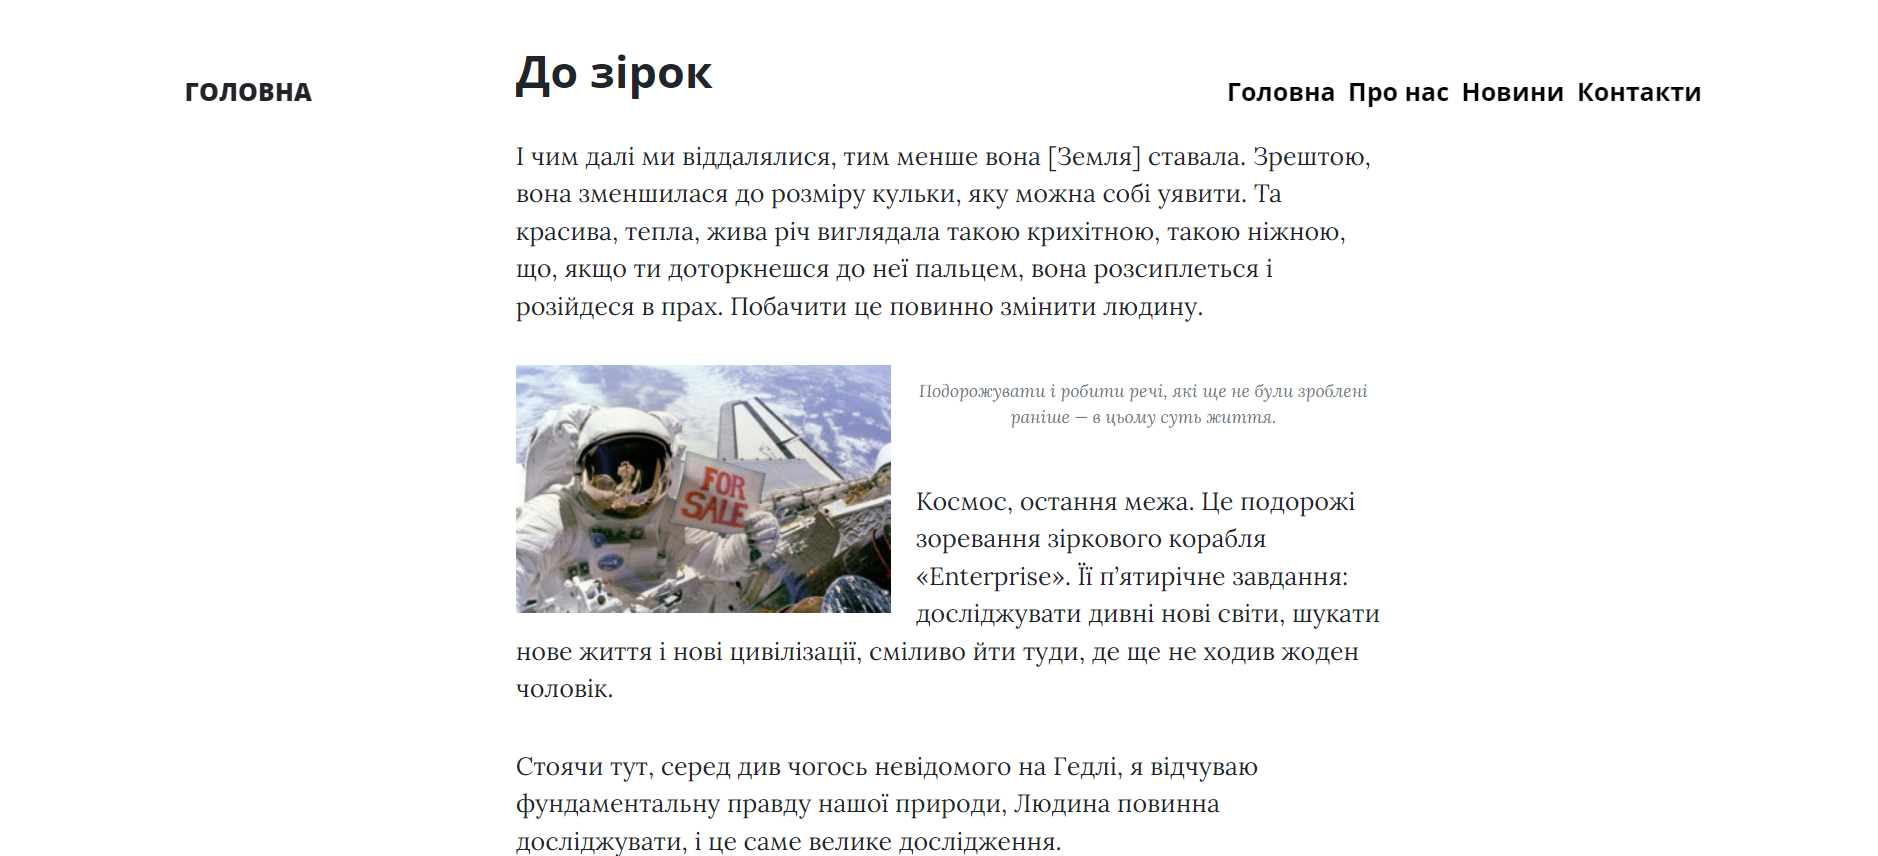 ГОЛОВНА
До зірок
Головна Про нас Новини Контакти
І чим далі ми віддалялися, тим менше вона [Земля] ставала. Зрештою,
вона зменшилася до розміру кульки, яку можна собі уявити. Та
красива, тепла, жива річ виглядала такою крихітною, такою ніжною,
що, якщо ти доторкнешся до неї пальцем, вона розсиплеться і
розійдеся в прах. Побачити це повинно змінити людину.
FOR
SALE
Подорожувати і робити речі, які ще не були зроблені
раніше — в цьому суть життя.
Космос, остання межа. Це подорожі
зоревання зіркового корабля
«Enterprise». Її п’ятирічне завдання:
досліджувати дивні нові світи, шукати
нове життя і нові цивілізації, сміливо йти туди, де ще не ходив жоден
чоловік.
Стоячи тут, серед див чогось невідомого на Гедлі, я відчуваю
фундаментальну правду нашої природи, Людина повинна
досліджувати, і це саме велике дослідження.